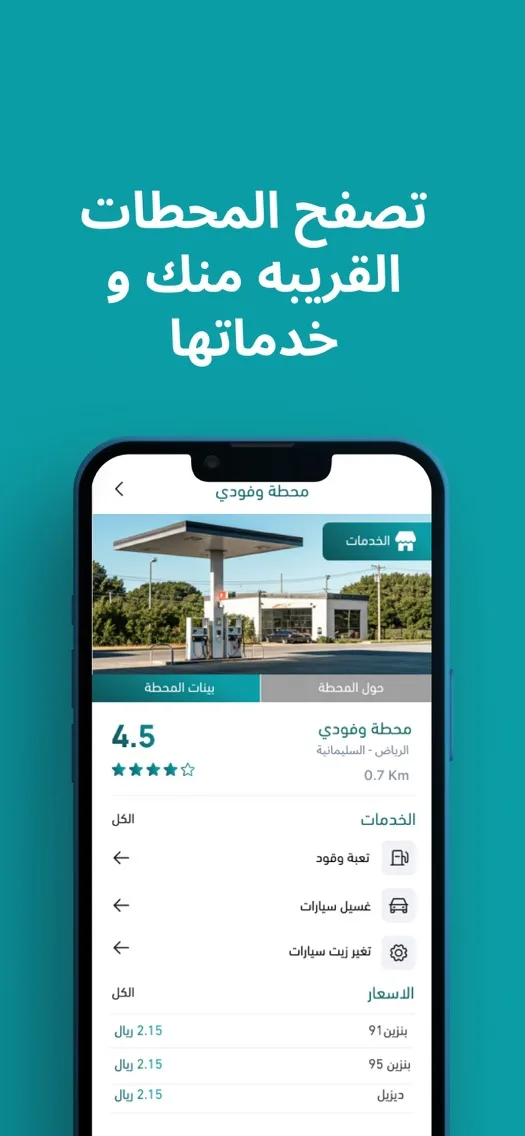 تصفح المحطات
القريبه منك و
خدماتها
محطة وفودي
الخدمات
حول المحطة
بينات المحطة
محطة وفودي
4.5
الرياض - السليمانية
0.7 Km
الخدمات
الكل
تعبة وقود
غسيل سيارات
تغير زيت سيارات
الاسعار
الكل
بنزين91
2.15 ريال
بنزين 95
2.15 ريال
ديزيل
2.15 ريال